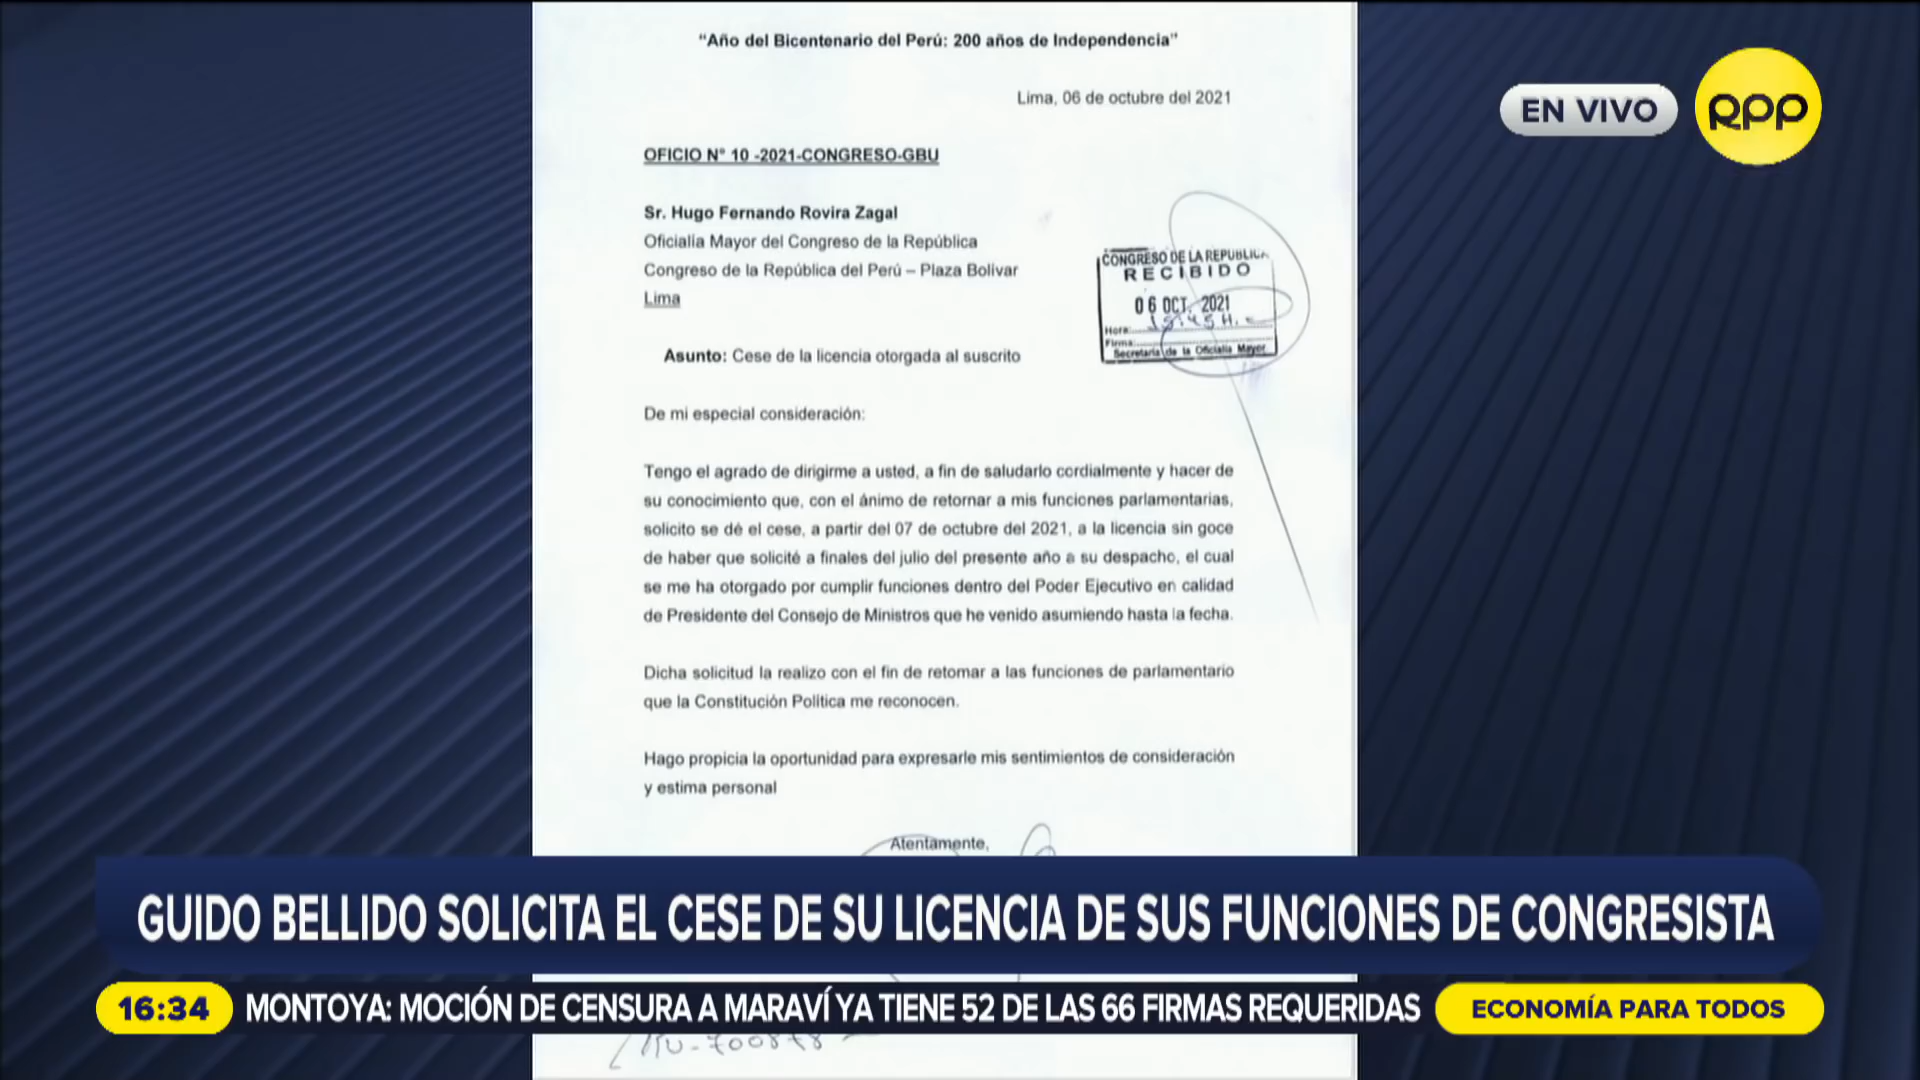 “Año del Bicentenario del Perú: 200 años de Independencia”
Lima, 06 de octubre del 2021
EN VIVO
rpp
OFICIO N° 10 -2021-CONGRESO-GBU
Sr. Hugo Fernando Rovira Zagal
Oficialia Mayor del Congreso de la República
Congreso de la República del Perú – Plaza Bolivar
Lima
CONGRESO DE LA REPUBLICA
RECIBIDO
06 OCT. 2021
Hora:
Firma:
Secretaría de la Oficialía Mayor
Asunto: Cese de la licencia otorgada al suscrito
De mi especial consideración:
Tengo el agrado de dirigirme a usted, a fin de saludarlo cordialmente y hacer de
su conocimiento que, con el ánimo de retornar a mis funciones parlamentarias,
solicito se dé el cese, a partir del 07 de octubre del 2021, a la licencia sin goce
de haber que solicité a finales del julio del presente año a su despacho, el cual
se me ha otorgado por cumplir funciones dentro del Poder Ejecutivo en calidad
de Presidente del Consejo de Ministros que he venido asumiendo hasta la fecha.
Dicha solicitud la realizo con el fin de retomar a las funciones de parlamentario
que la Constitución Política me reconocen.
Hago propicia la oportunidad para expresarle mis sentimientos de consideración
y estima personal
Atentamente,
GUIDO BELLIDO SOLICITA EL CESE DE SU LICENCIA DE SUS FUNCIONES DE CONGRESISTA
16:34 MONTOYA: MOCIÓN DE CENSURA A MARAVÍ YA TIENE 52 DE LAS 66 FIRMAS REQUERIDAS ECONOMÍA PARA TODOS